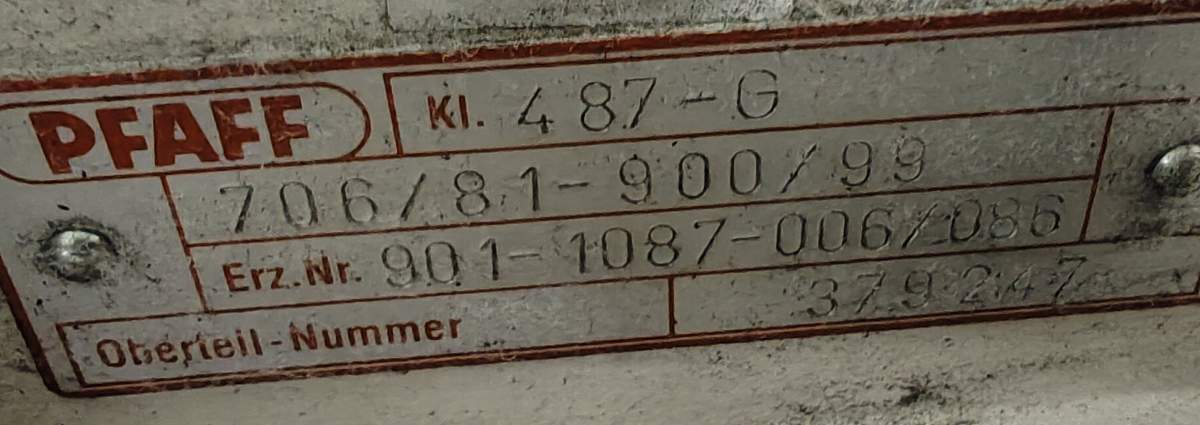 PFAFF Kl. 487-G
706/81-900/99
Erz.Nr. 901-1087-006/086
Oberteil-Nummer 379247